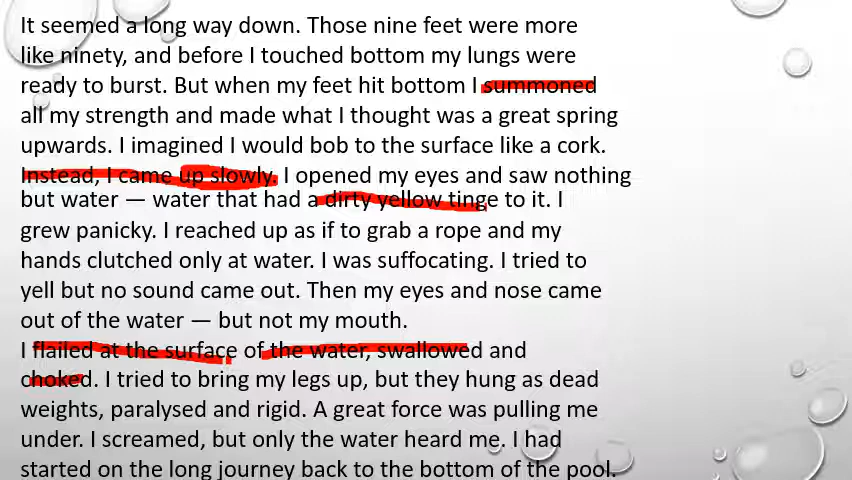 It seemed a long way down. Those nine feet were more
like ninety, and before I touched bottom my lungs were
ready to burst. But when my feet hit bottom I summoned
all my strength and made what I thought was a great spring
upwards. I imagined I would bob to the surface like a cork.
Instead, I came up slowly. I opened my eyes and saw nothing
but water — water that had a dirty yellow tinge to it. I
grew panicky. I reached up as if to grab a rope and my
hands clutched only at water. I was suffocating. I tried to
yell but no sound came out. Then my eyes and nose came
out of the water — but not my mouth.
I flailed at the surface of the water, swallowed and
choked. I tried to bring my legs up, but they hung as dead
weights, paralysed and rigid. A great force was pulling me
under. I screamed, but only the water heard me. I had
started on the long journey back to the bottom of the pool.